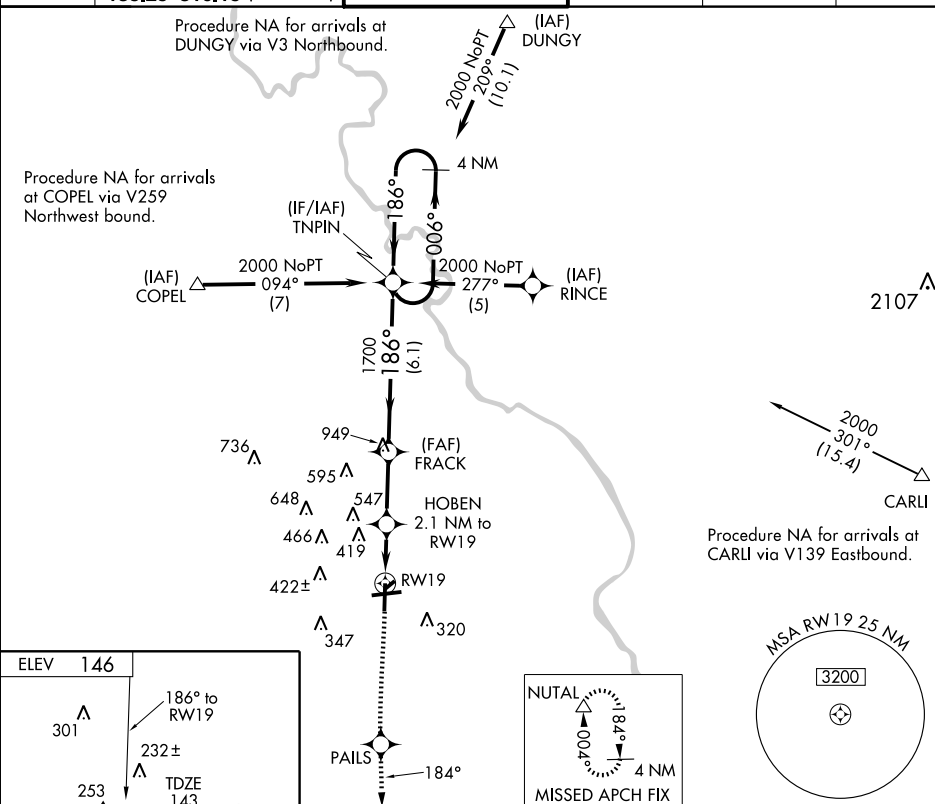 Procedure NA for arrivals at
DUNGY via V3 Northbound.
(IAF)
DUNGY
2000 NoPT
209°
(10.1)
4 NM
Procedure NA for arrivals
at COPEL via V259
Northwest bound.
186°
006°
(IF/IAF)
TNPIN
(IAF)
COPEL
2000 NoPT
094°
(7)
2000 NoPT
277°
(5)
(IAF)
RINCE
2107
1700
186°
(6.1)
2000
301°
(15.4)
CARLI
736
949
(FAF)
FRACK
595
648
547
HOBEN
2.1 NM to
RW19
466
419
Procedure NA for arrivals at
CARLI via V139 Eastbound.
422±
RW19
347
320
MSA RW19 25 NM
3200
ELEV 146
186° to
RW19
301
232±
253
TDZE
143
PAILS
184°
NUTAL
184°
004°
4 NM
MISSED APCH FIX